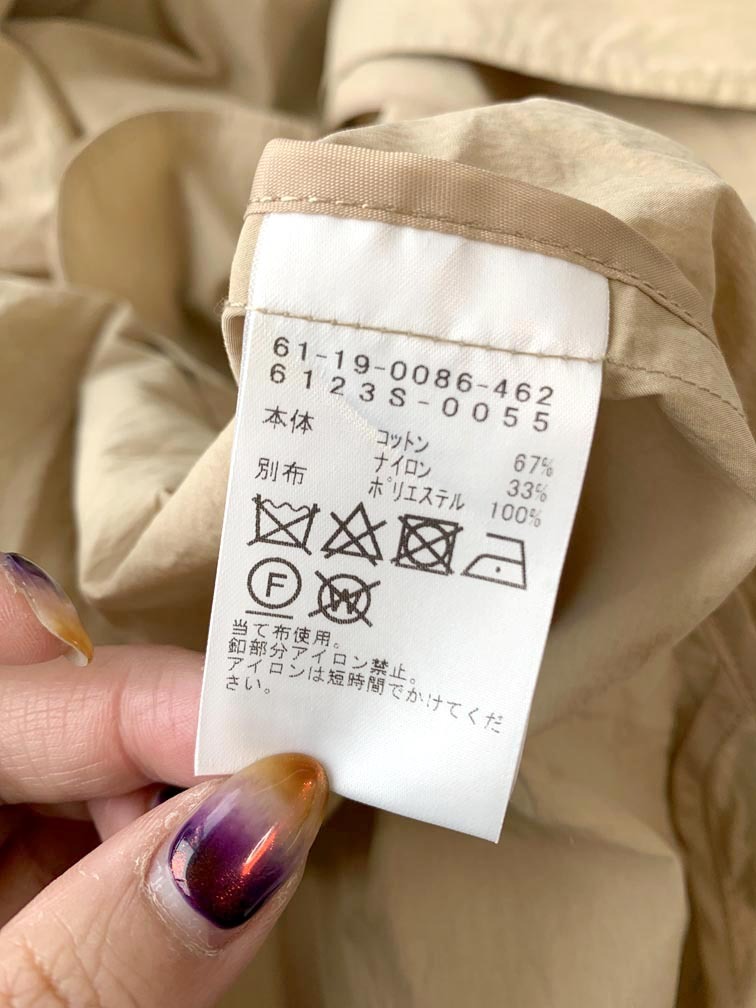 61-19-0086-462
6123S-0055
本体 コットン 67%
ナイロン 33%
別布 ポリエステル 100%
F W
当て布使用。
釦部分アイロン禁止。
アイロンは短時間でかけてくだ
さい。